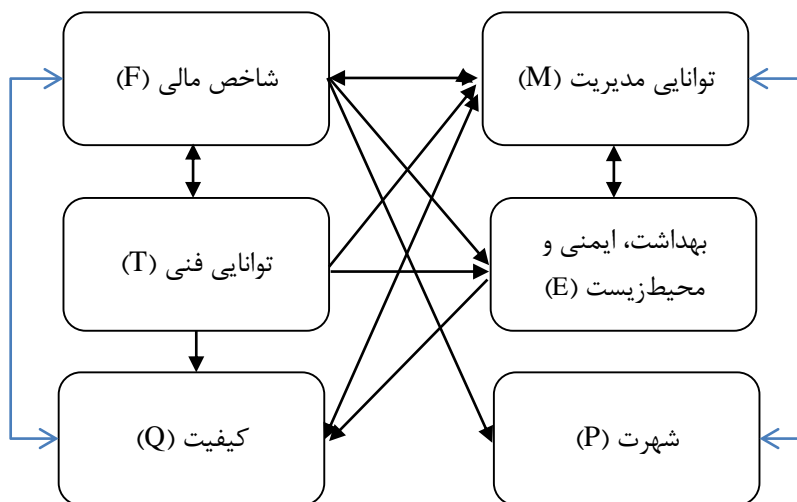 شاخص مالی (F)
توانایی مدیریت (M)
توانایی فنی (T)
بهداشت، ایمنی و
محیط‌زیست (E)
کیفیت (Q)
شهرت (P)